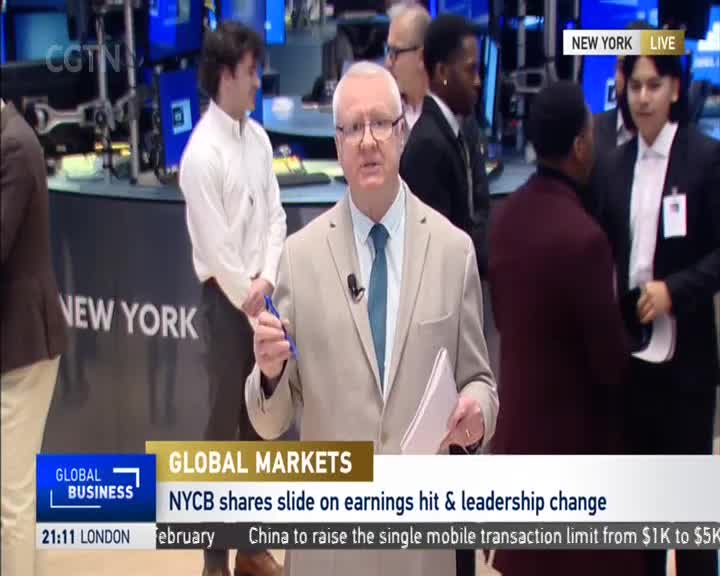 CGTN
NEW YORK LIVE
NEW YORK
GLOBAL MARKETS
GLOBAL
BUSINESS
NYCB shares slide on earnings hit & leadership change
21:11 LONDON
February China to raise the single mobile transaction limit from $1K to $5K